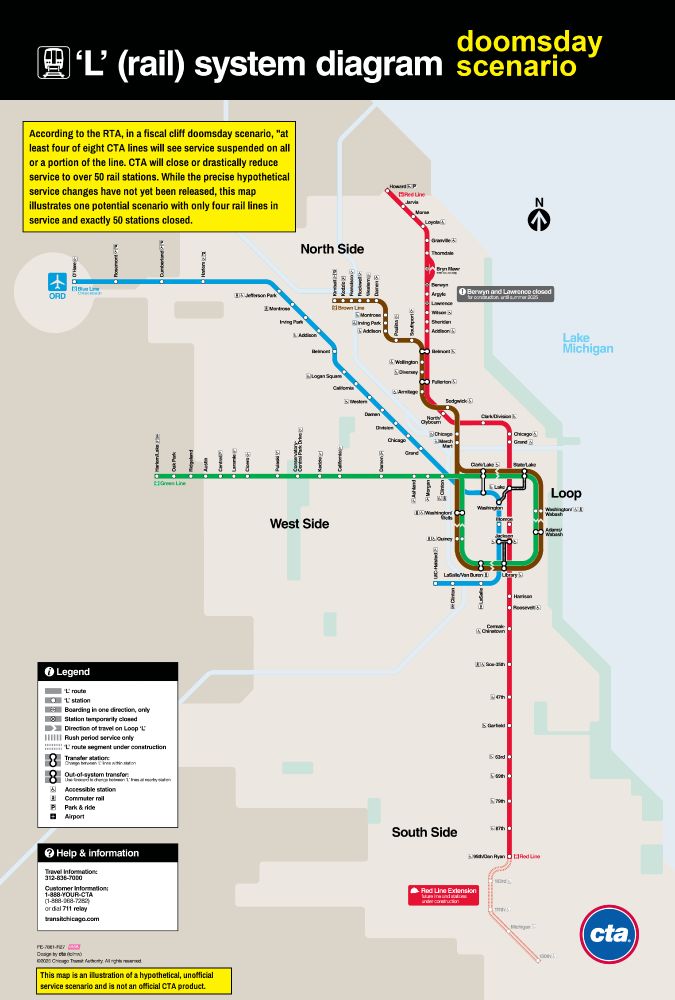 'L' (rail) system diagram
doomsday
scenario
According to the RTA, in a fiscal cliff doomsday scenario, "at
least four of eight CTA lines will see service suspended on all
or a portion of the line. CTA will close or drastically reduce
service to over 50 rail stations. While the precise hypothetical
service changes have not yet been released, this map
illustrates one potential scenario with only four rail lines in
service and exactly 50 stations closed.
N
North Side
Lake
Michigan
Howard
Red Line
Jarvis
Morse
Loyola
Granville
Thorndale
Bryn Mawr
Berwyn
Argyle
Lawrence
Wilson
Sheridan
Addison
Belmont
Fullerton
Berwyn and Lawrence closed
for construction, until summer 2025
O'Hare
Rosemont
Cumberland
Harlem
ORD
Blue Line
Jefferson Park
Montrose
Irving Park
Addison
Belmont
Logan Square
California
Western
Damen
Division
Chicago
Grand
Kimball
Kedzie
Francisco
Rockwell
Western
Damen
Brown Line
Montrose
Irving Park
Addison
Paulina
Southport
Wellington
Diversey
Armitage
Sedgwick
North/
Clybourn
Clark/Division
Chicago
Merch
Mart
Chicago
Grand
Harlem/Lake
Oak Park
Ridgeland
Austin
Central
Laramie
Cicero
Pulaski
Conservatory-
Central Park Drive
Kedzie
California
Damen
Ashland
Morgan
Clinton
Green Line
Clark/Lake
State/Lake
Lake
Loop
Washington
Washington/
Wells
Washington/
Wabash
Monroe
Adams/
Wabash
Quincy
Jackson
LaSalle/Van Buren
Library
UIC-Halsted
Clinton
LaSalle
West Side
Harrison
Roosevelt
Cermak-
Chinatown
Sox-35th
47th
Garfield
63rd
69th
79th
87th
95th/Dan Ryan
Red Line
South Side
Red Line Extension
future line and stations
under construction
103rd
111th
Michigan
130th
Legend
'L' route
'L' station
Boarding in one direction, only
Station temporarily closed
Direction of travel on Loop 'L'
Rush period service only
'L' route segment under construction
Transfer station:
Change between 'L' lines within station
Out-of-system transfer:
Use farecard to change between 'L' lines at nearby station
Accessible station
Commuter rail
P Park & ride
Airport
Help & information
Travel Information:
312-836-7000
Customer Information:
1-888-YOUR-CTA
(1-888-968-7282)
or dial 711 relay
transitchicago.com
Design by cta
©2025 Chicago Transit Authority. All rights reserved.
This map is an illustration of a hypothetical, unofficial
service scenario and is not an official CTA product.
cta